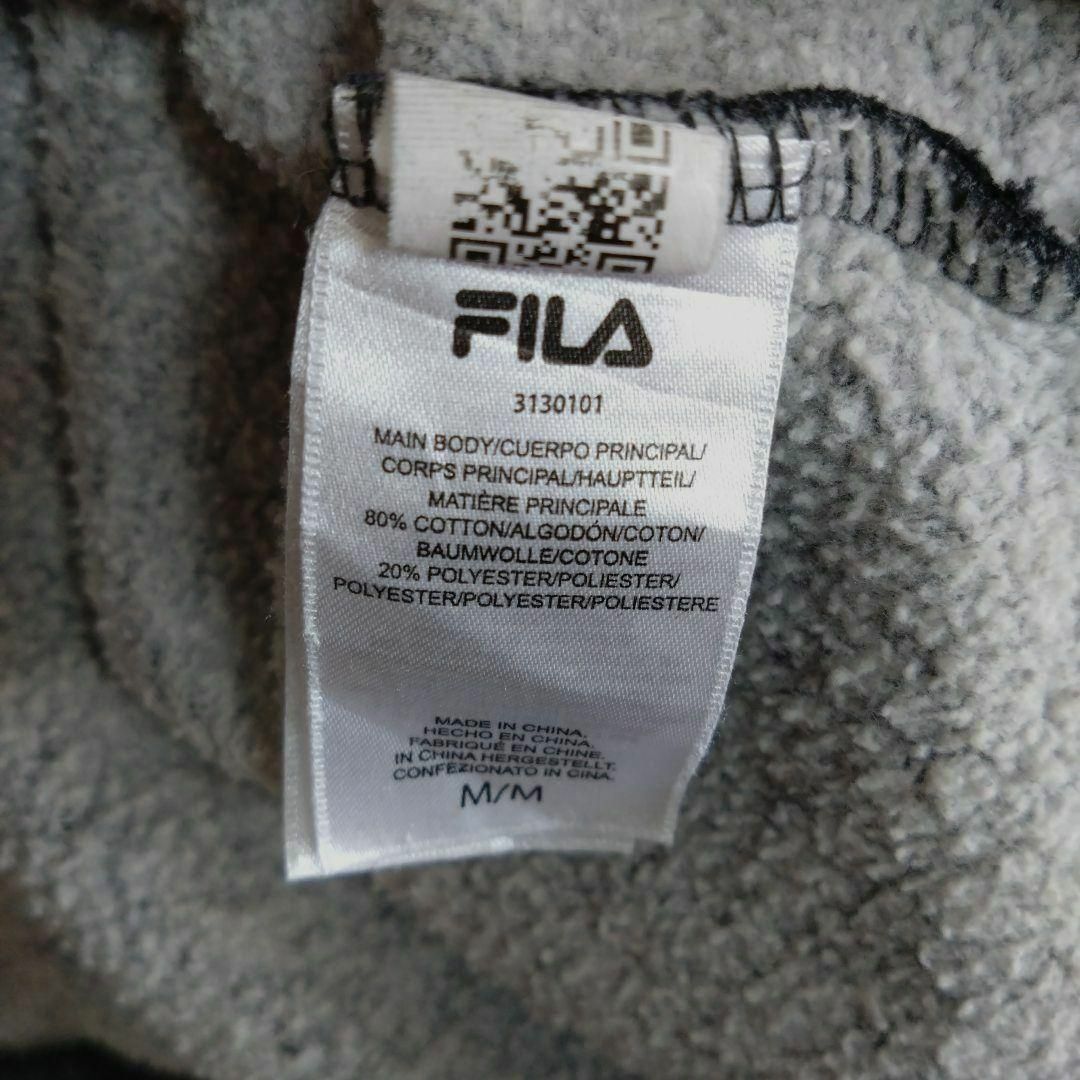 FILA
3130101
MAIN BODY/CUERPO PRINCIPAL/
CORPS PRINCIPAL/HAUPTTEIL/
MATIÈRE PRINCIPALE
80% COTTON/ALGODÓN/COTON/
BAUMWOLLE/COTONE
20% POLYESTER/POLIESTER/
POLYESTER/POLYESTER/POLIESTERE
MADE IN CHINA.
HECHO EN CHINA.
FABRIQUÉ EN CHINE.
IN CHINA HERGESTELLT.
CONFEZIONATO IN CINA.
M/M